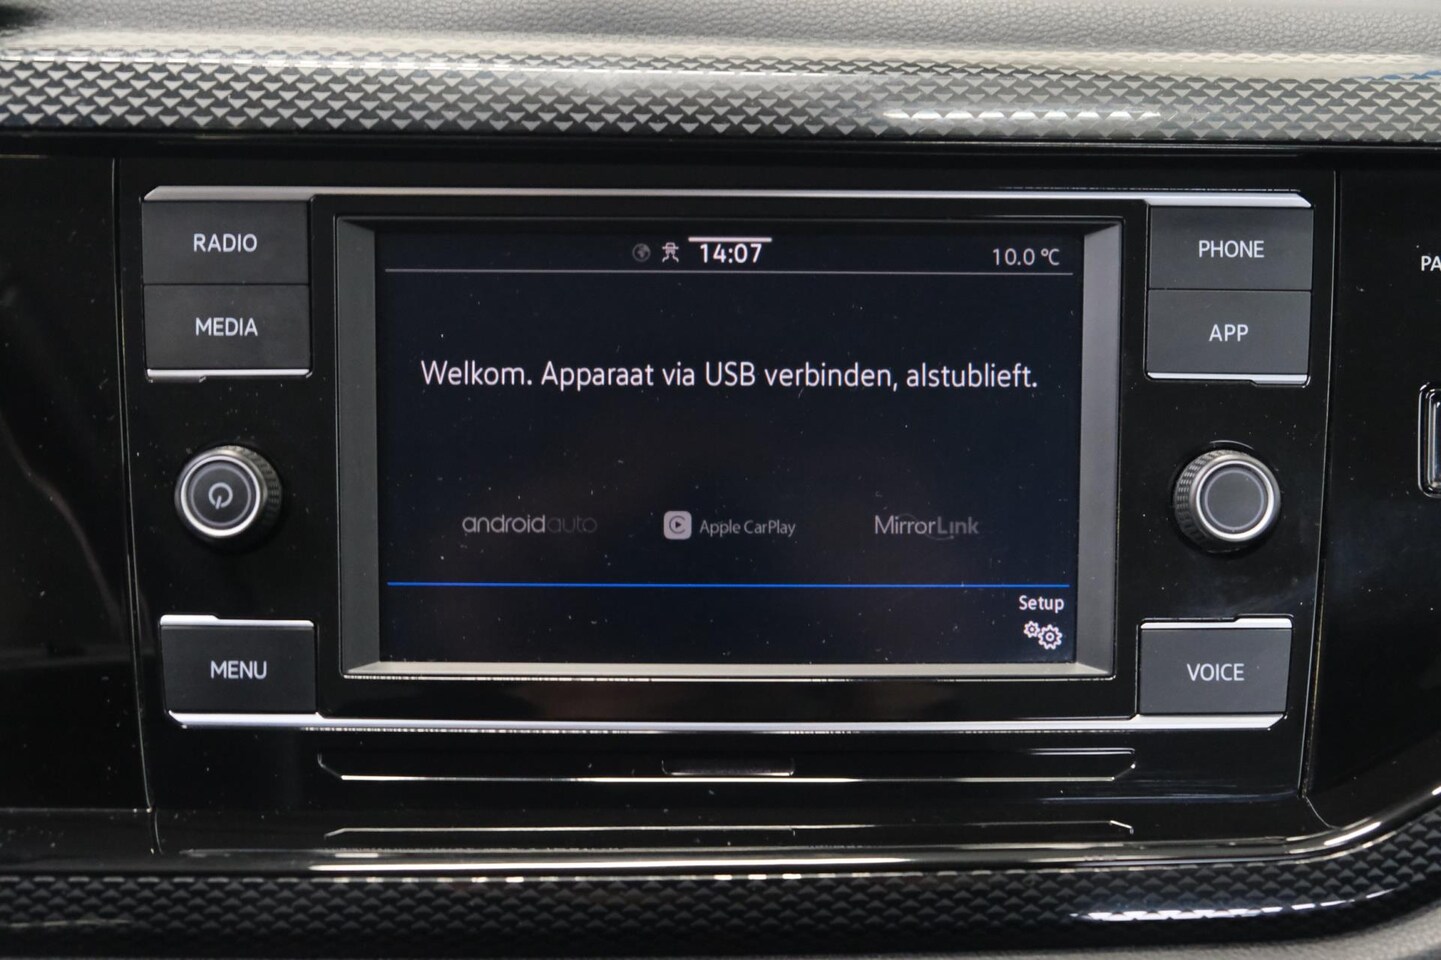 RADIO
MEDIA
MENU
14:07
10.0 °C
Welkom. Apparaat via USB verbinden, alstublieft.
androidauto
Apple CarPlay
MirrorLink
Setup
PHONE
APP
VOICE
PA